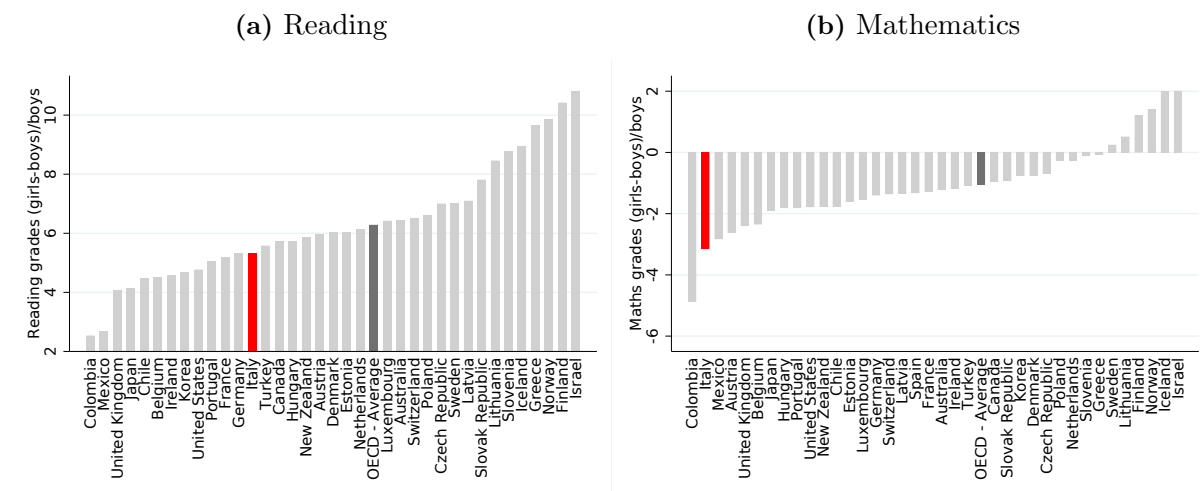 (a) Reading
Reading grades (girls-boys)/boys
10
8
6
4
2
Colombia
Mexico
United Kingdom
Japan
Chile
Belgium
Ireland
Korea
United States
Portugal
France
Germany
Italy
Turkey
Canada
Hungary
New Zealand
Austria
Denmark
Estonia
Netherlands
OECD - Average
Luxembourg
Australia
Switzerland
Poland
Czech Republic
Sweden
Latvia
Slovak Republic
Lithuania
Slovenia
Iceland
Greece
Norway
Finland
Israel
(b) Mathematics
Maths grades (girls-boys)/boys
2
0
-2
-4
-6
Colombia
Italy
Mexico
Austria
United Kingdom
Belgium
Japan
Hungary
Portugal
United States
New Zealand
Chile
Estonia
Luxembourg
Germany
Switzerland
Latvia
Spain
France
Australia
Ireland
Turkey
OECD - Average
Canada
Slovak Republic
Korea
Denmark
Czech Republic
Poland
Netherlands
Slovenia
Greece
Sweden
Lithuania
Finland
Norway
Iceland
Israel